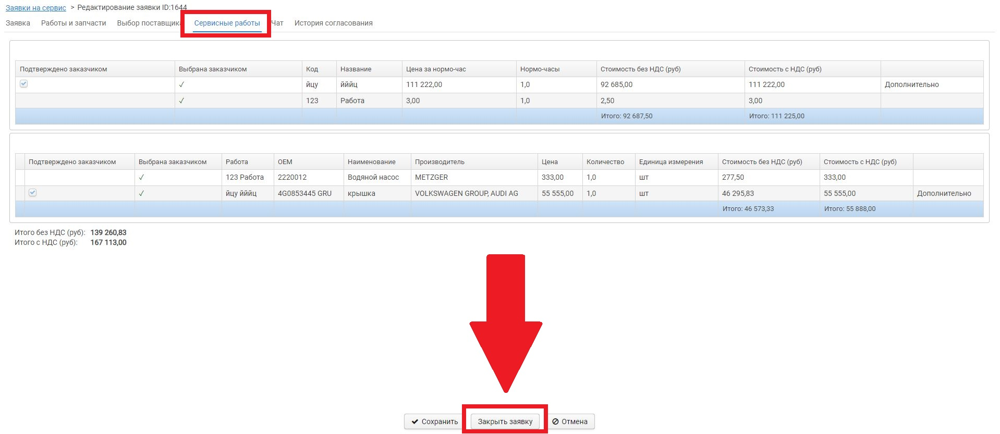 Заявки на сервис > Редактирование заявки ID:1644
Заявка Работы и запчасти Выбор поставщика Сервисные работы Чат История согласования
Подтверждено заказчиком Выбрана заказчиком Код Название Цена за нормо-час Нормо-часы Стоимость без НДС (руб) Стоимость с НДС (руб)
✓ йцу йййц 111 222,00 1,0 92 685,00 111 222,00 Дополнительно
✓ 123 Работа 3,00 1,0 2,50 3,00
Итого: 92 687,50 Итого: 111 225,00
Подтверждено заказчиком Выбрана заказчиком Работа OEM Наименование Производитель Цена Количество Единица измерения Стоимость без НДС (руб) Стоимость с НДС (руб)
✓ 123 Работа 2220012 Водяной насос METZGER 333,00 1,0 шт 277,50 333,00
✓ йцу йййц 4G0853445 GRU крышка VOLKSWAGEN GROUP, AUDI AG 55 555,00 1,0 шт 46 295,83 55 555,00 Дополнительно
Итого: 46 573,33 Итого: 55 888,00
Итого без НДС (руб): 139 260,83
Итого с НДС (руб): 167 113,00
Сохранить Закрыть заявку Отмена